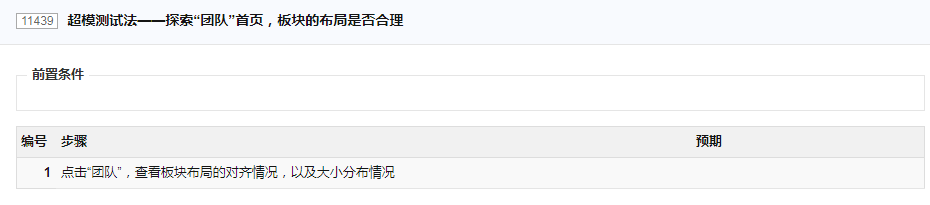 11439 超模测试法——探索“团队”首页，板块的布局是否合理
前置条件
编号 步骤 预期
1 点击“团队”，查看板块布局的对齐情况，以及大小分布情况